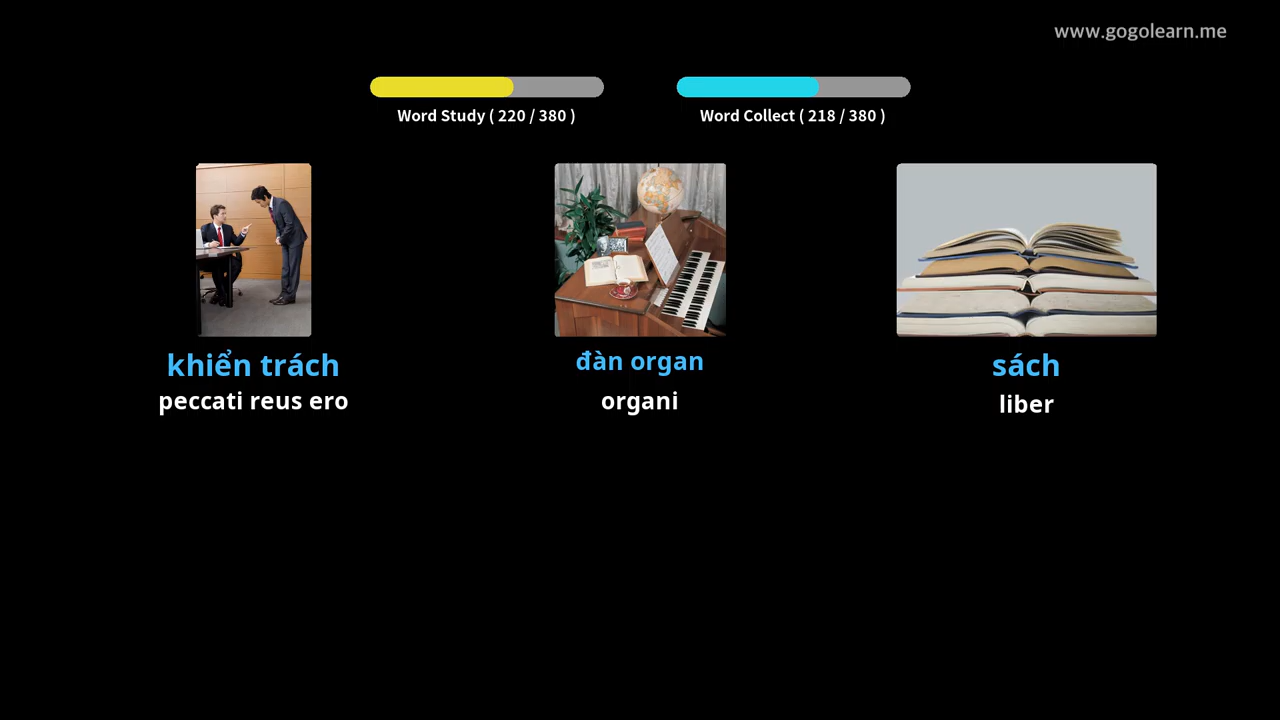 www.gogolearn.me
Word Study ( 220 / 380 )
Word Collect ( 218 / 380 )
khiển trách
peccati reus ero
đàn organ
organi
sách
liber